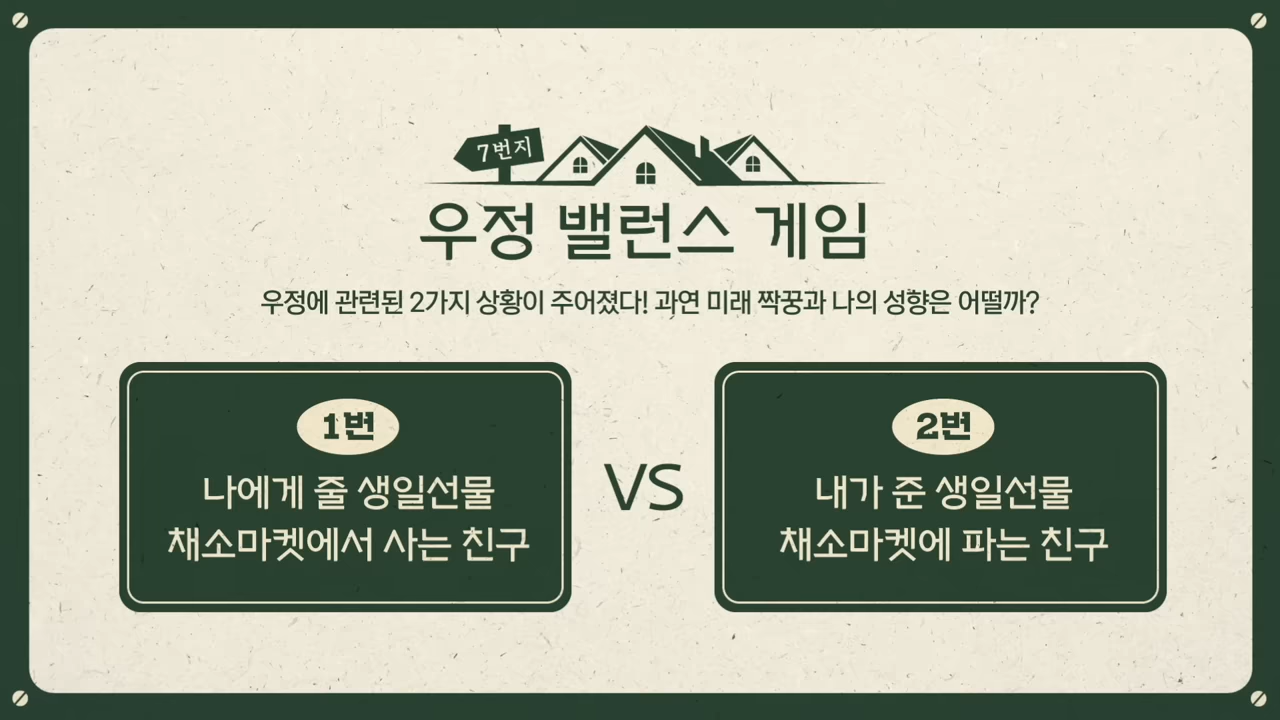 7번지
우정 밸런스 게임
우정에 관련된 2가지 상황이 주어졌다! 과연 미래 짝꿍과 나의 성향은 어떨까?
1번
나에게 줄 생일선물
채소마켓에서 사는 친구
VS
2번
내가 준 생일선물
채소마켓에 파는 친구